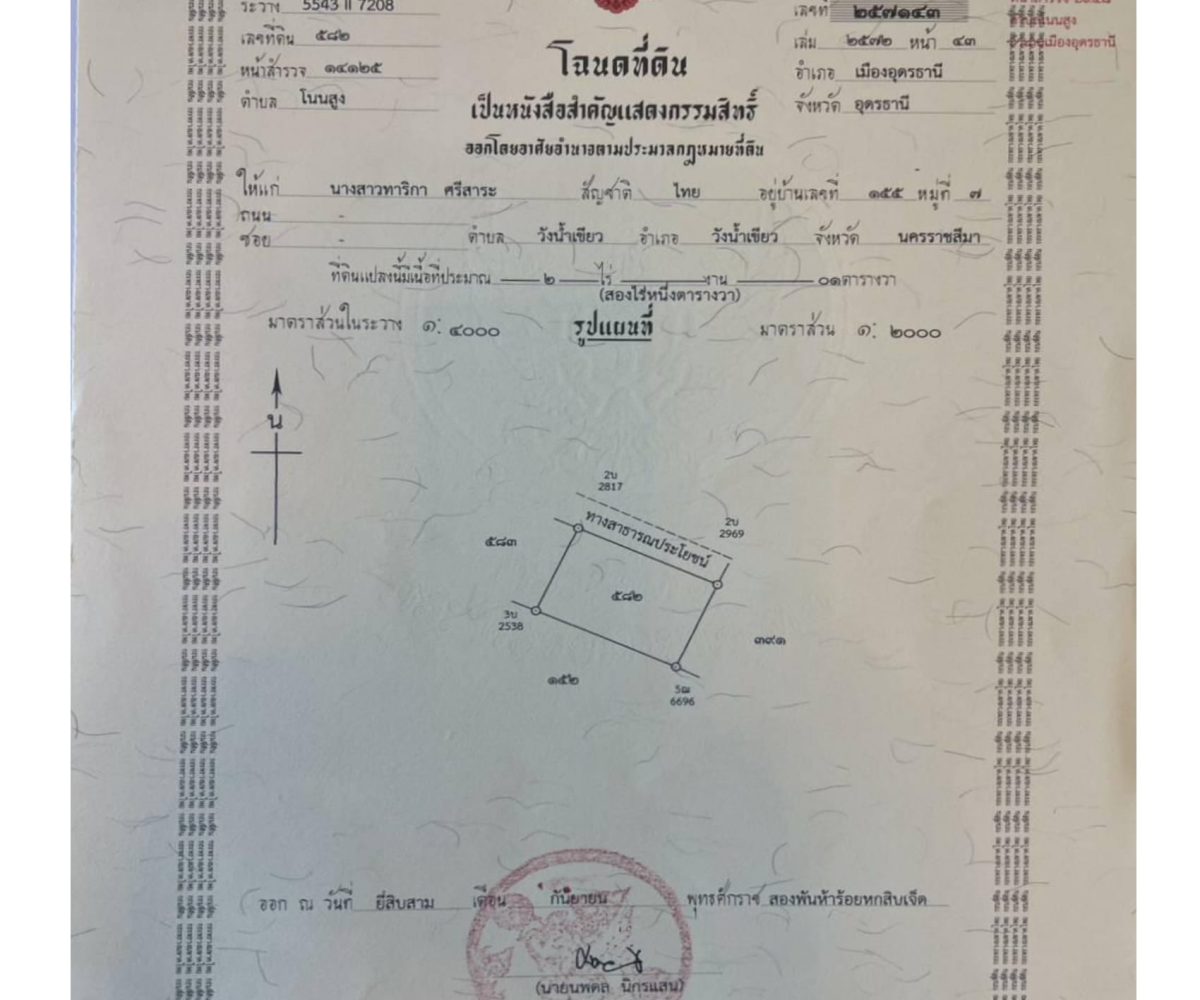 ระวาง 5543 II 7208
เลขที่ดิน ๕๘๒
หน้าสำรวจ ๑๔๑๒๕
ตำบล โนนสูง
เลขที่ ๒๕๗๑๔๓
เล่ม ๒๕๗๒ หน้า ๔๓
อำเภอ เมืองอุดรธานี
จังหวัด อุดรธานี
โฉนดที่ดิน
เป็นหนังสือสำคัญแสดงกรรมสิทธิ์
ออกโดยอาศัยอำนาจตามประมวลกฎหมายที่ดิน
ให้แก่ นางสาวทาริกา ศรีสาระ สัญชาติ ไทย อยู่บ้านเลขที่ ๑๕๕ หมู่ที่ ๗
ถนน -
ซอย - ตำบล วังน้ำเขียว อำเภอ วังน้ำเขียว จังหวัด นครราชสีมา
ที่ดินแปลงนี้มีเนื้อที่ประมาณ ๒ ไร่ งาน ๐๑ ตารางวา
(สองไร่หนึ่งตารางวา)
มาตราส่วนในระวาง ๑: ๔๐๐๐ รูปแผนที่ มาตราส่วน ๑: ๒๐๐๐
น
2บ
2817
ทางสาธารณประโยชน์
2บ
2969
๕๘๓
๕๘๒
3บ
2538
๓๙๑
๑๕๒
5ฒ
6696
ออก ณ วันที่ ยี่สิบสาม เดือน กันยายน พุทธศักราช สองพันห้าร้อยหกสิบเจ็ด
(นายนพดล นิกรแสน)